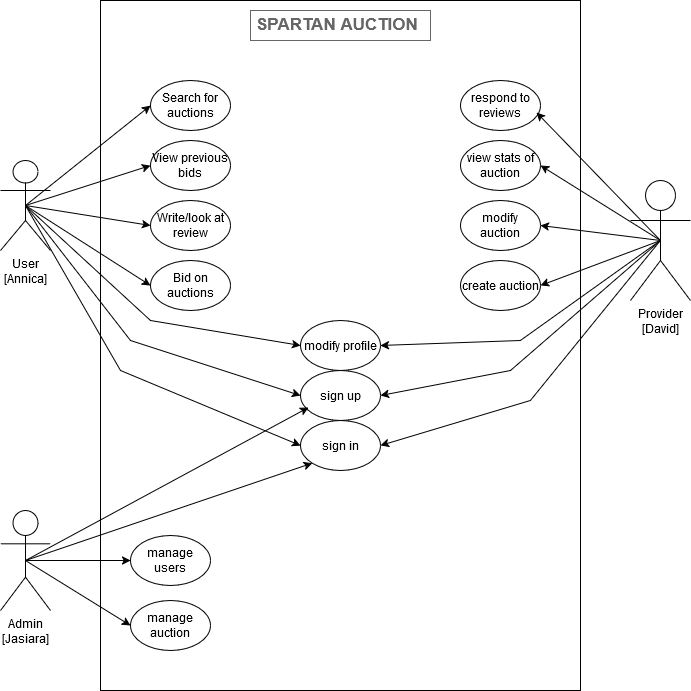 SPARTAN AUCTION
Search for
auctions
View previous
bids
Write/look at
review
Bid on
auctions
respond to
reviews
view stats of
auction
modify
auction
create auction
User
[Annica]
Provider
[David]
modify profile
sign up
sign in
manage
users
manage
auction
Admin
[Jasiara]